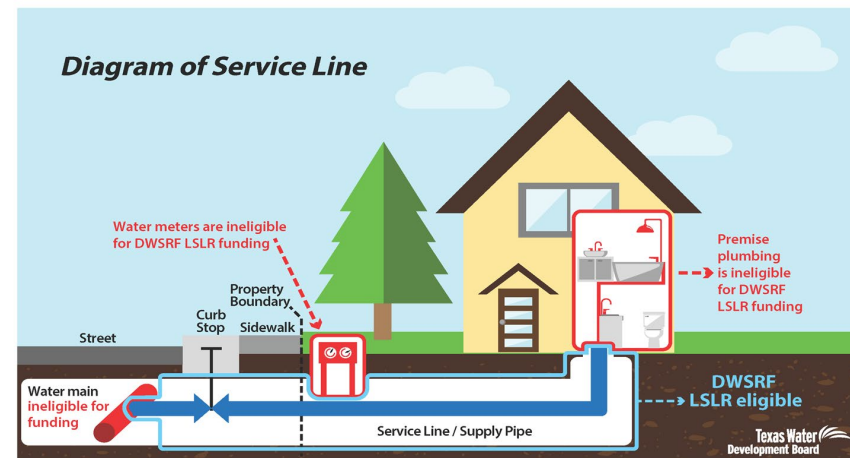 Diagram of Service Line
Water meters are ineligible
for DWSRF LSLR funding
Premise
plumbing
is ineligible
for DWSRF
LSLR funding
Property
Boundary
Curb
Stop
Sidewalk
Street
Water main
ineligible for
funding
DWSRF
LSLR eligible
Service Line / Supply Pipe
Texas Water
Development Board